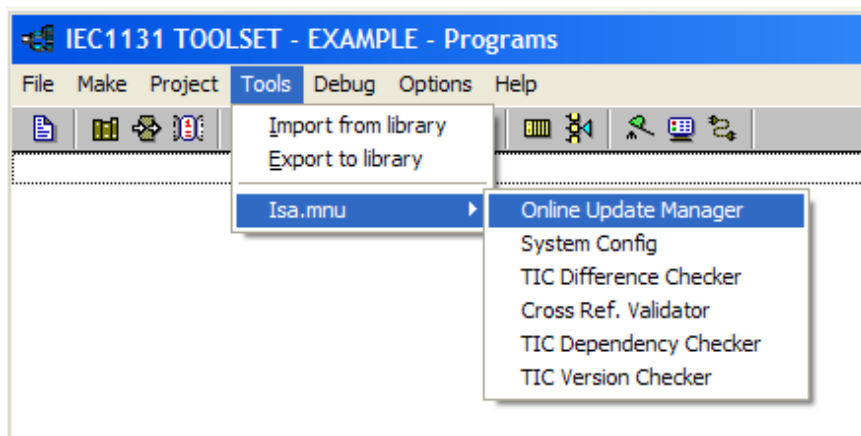 IEC1131 TOOLSET - EXAMPLE - Programs
File Make Project Tools Debug Options Help
Import from library
Export to library
Isa.mnu
Online Update Manager
System Config
TIC Difference Checker
Cross Ref. Validator
TIC Dependency Checker
TIC Version Checker